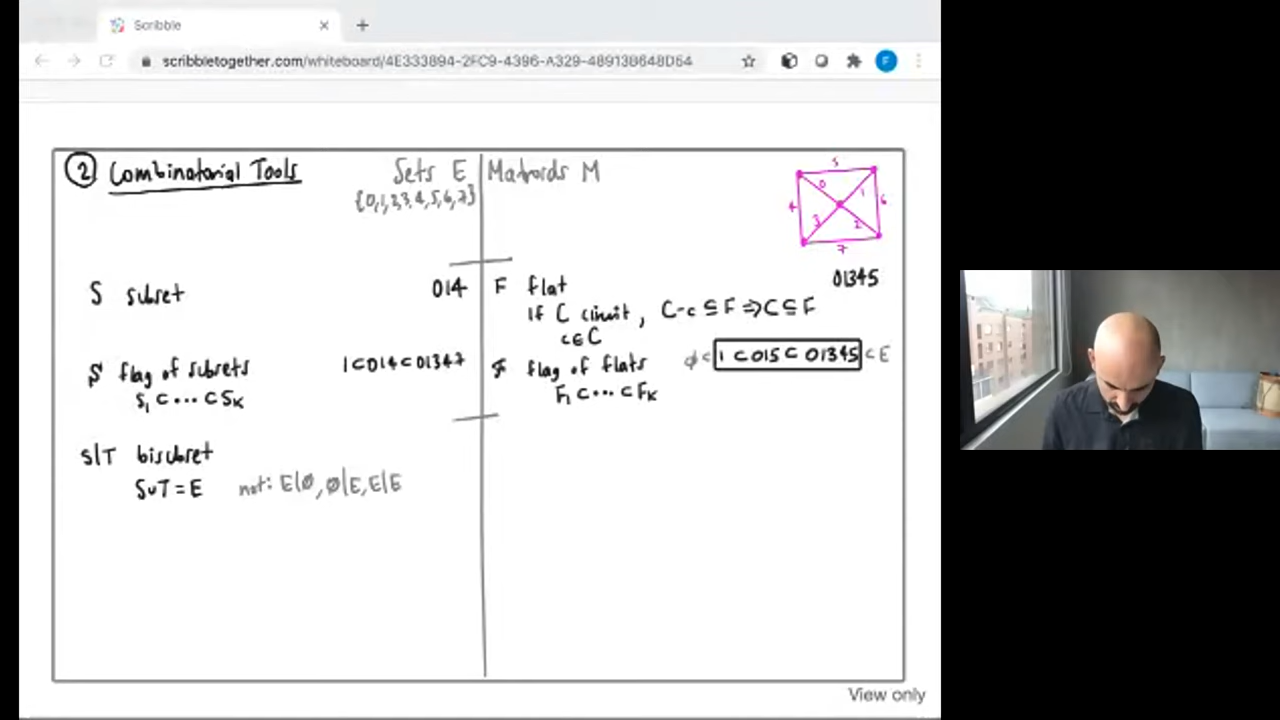 Scribble
scribbletogether.com/whiteboard/4E333894-2FC9-4396-A329-489138648D54
F
② Combinatorial Tools
Sets E
{0,1,2,3,4,5,6,7}
Matroids M
5
0 1
4 6
3 2
7
S subset 014
F flat 01345
If C circuit, C-c ⊆ F ⇒ C ⊆ F
c∈C
S flag of subsets 1⊂014⊂01347
S₁ ⊂ ... ⊂ Sₖ
F flag of flats ∅⊂ 1⊂015⊂01345 ⊂E
F₁ ⊂ ... ⊂ Fₖ
S|T bisubset
S∪T = E not: E|∅, ∅|E, E|E
View only